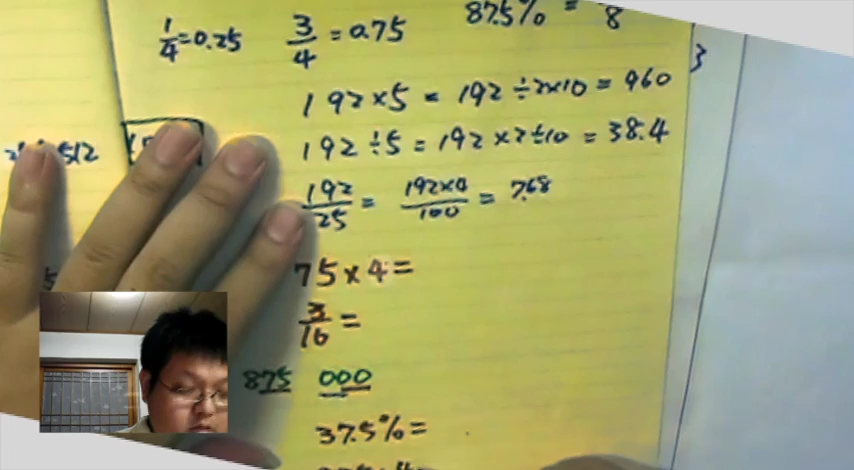 1/4=0.25 3/4=0.75 87.5% = 8
192×5 = 192÷2×10 = 960
192÷5 = 192×2÷10 = 38.4
512
192/25 = 192×4/100 = 7.68
75×4=
3/16 =
875 000
37.5%=